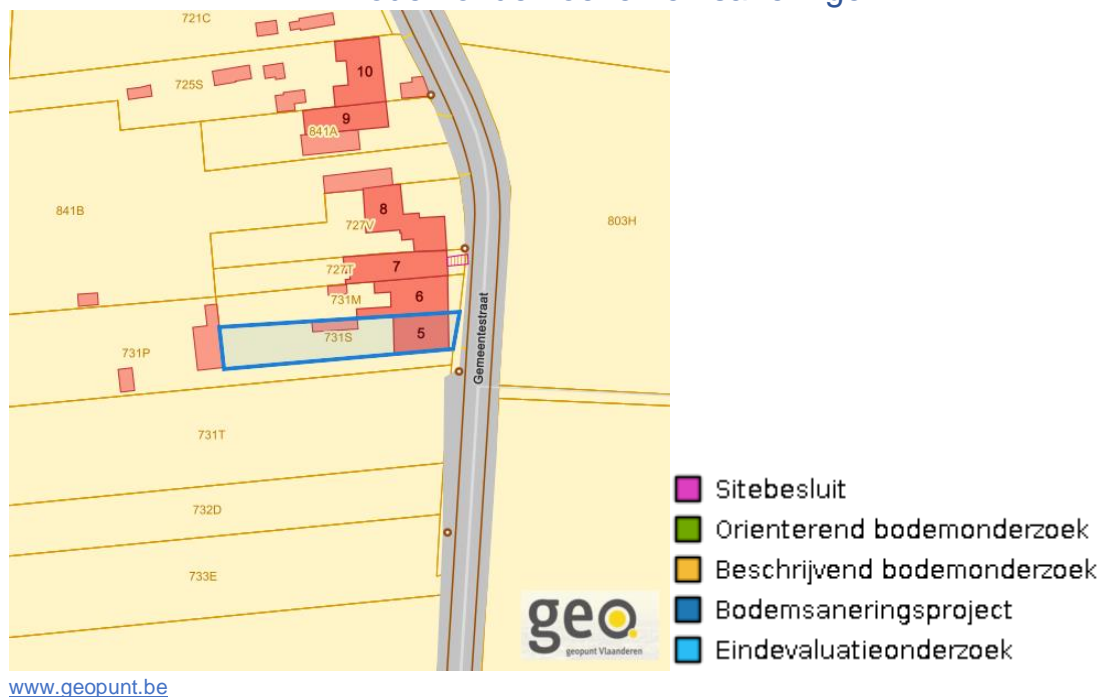 721C
10
725S
9
841A
841B
8
803H
727V
727T
7
731M
6
Gemeentestraat
731S
5
731P
731T
732D
733E
geo.
geopunt Vlaanderen
Sitebesluit
Orienterend bodemonderzoek
Beschrijvend bodemonderzoek
Bodemsaneringsproject
Eindevaluatieonderzoek
www.geopunt.be